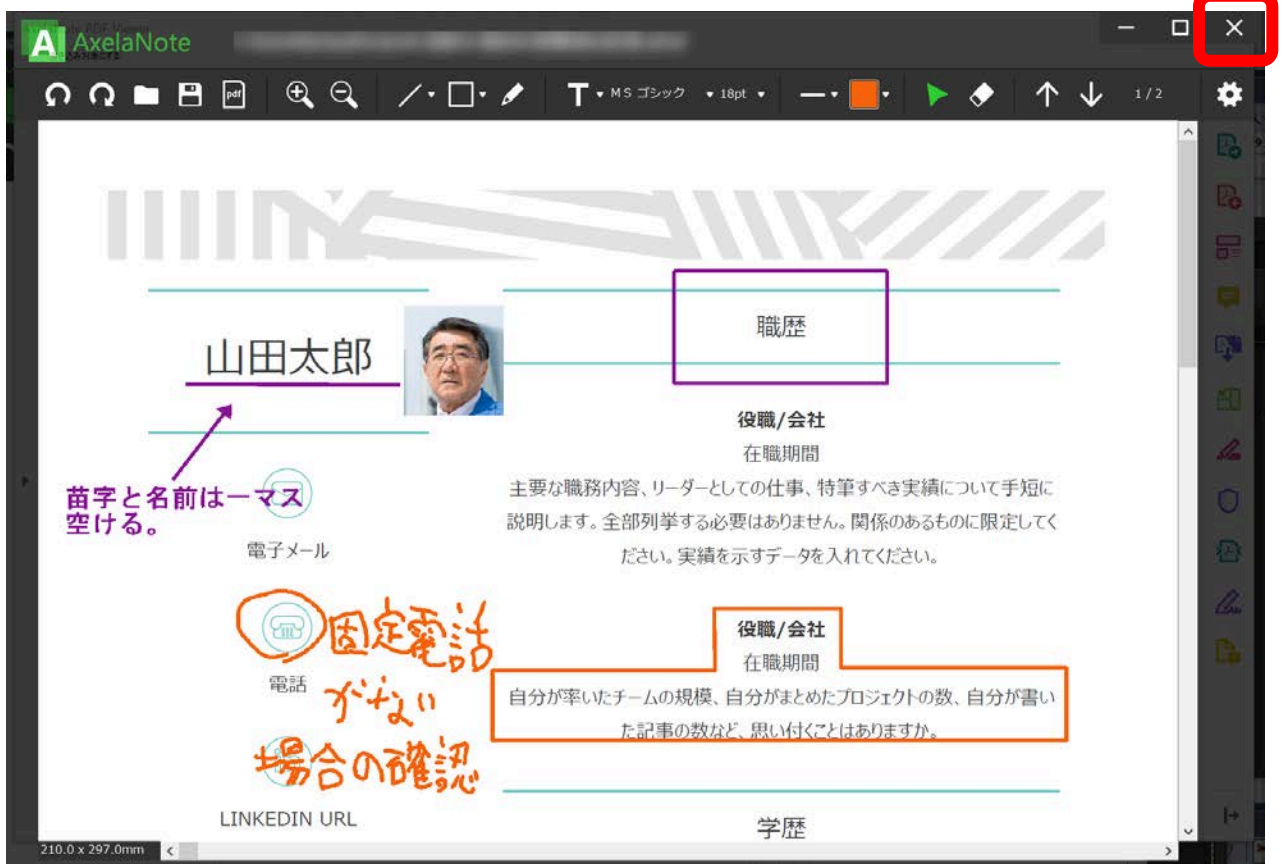 AxelaNote
MS ゴシック
18pt
1 / 2
山田太郎
苗字と名前は一マス
空ける。
電子メール
固定電話
電話
がない
場合の確認
LINKEDIN URL
職歴
役職/会社
在職期間
主要な職務内容、リーダーとしての仕事、特筆すべき実績について手短に
説明します。全部列挙する必要はありません。関係のあるものに限定してく
ださい。実績を示すデータを入れてください。
役職/会社
在職期間
自分が率いたチームの規模、自分がまとめたプロジェクトの数、自分が書い
た記事の数など、思い付くことはありますか。
学歴
210.0 x 297.0mm